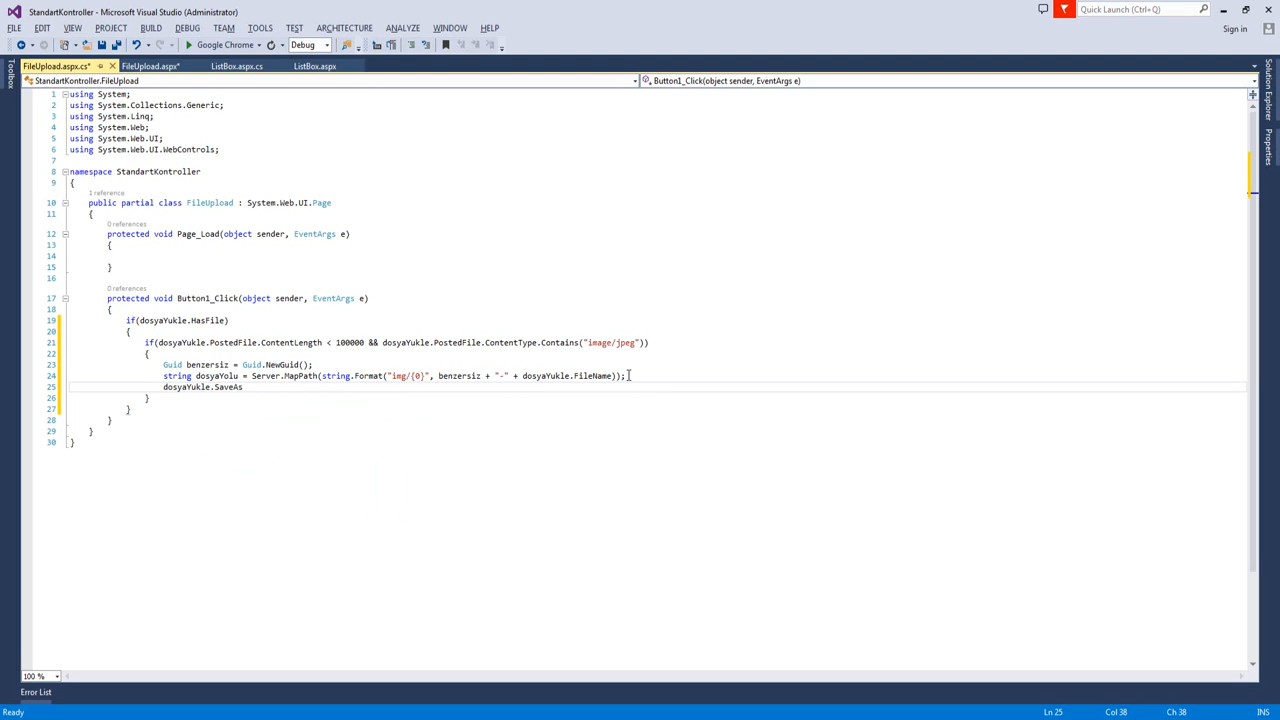 StandartKontroller - Microsoft Visual Studio (Administrator)
Quick Launch (Ctrl+Q)
FILE EDIT VIEW PROJECT BUILD DEBUG TEAM TOOLS TEST ARCHITECTURE ANALYZE WINDOW HELP
Sign in
Google Chrome Debug
FileUpload.aspx.cs* FileUpload.aspx* ListBox.aspx.cs ListBox.aspx
StandartKontroller.FileUpload Button1_Click(object sender, EventArgs e)
Toolbox
Solution Explorer
Properties
1 using System;
2 using System.Collections.Generic;
3 using System.Linq;
4 using System.Web;
5 using System.Web.UI;
6 using System.Web.UI.WebControls;
7
8 namespace StandartKontroller
9 {
1 reference
10 public partial class FileUpload : System.Web.UI.Page
11 {
0 references
12 protected void Page_Load(object sender, EventArgs e)
13 {
14
15 }
16
0 references
17 protected void Button1_Click(object sender, EventArgs e)
18 {
19 if(dosyaYukle.HasFile)
20 {
21 if(dosyaYukle.PostedFile.ContentLength < 100000 && dosyaYukle.PostedFile.ContentType.Contains("image/jpeg"))
22 {
23 Guid benzersiz = Guid.NewGuid();
24 string dosyaYolu = Server.MapPath(string.Format("img/{0}", benzersiz + "-" + dosyaYukle.FileName));
25 dosyaYukle.SaveAs
26 }
27 }
28 }
29 }
30 }
100 %
Error List
Ready Ln 25 Col 38 Ch 38 INS